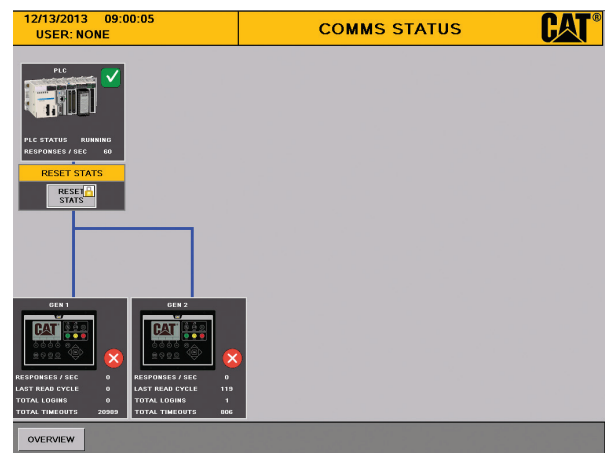 12/13/2013 09:00:05
USER: NONE
COMMS STATUS
CAT®
PLC
PLC STATUS RUNNING
RESPONSES / SEC 60
RESET STATS
RESET
STATS
GEN 1
CAT
RESPONSES / SEC 0
LAST READ CYCLE 0
TOTAL LOGINS 0
TOTAL TIMEOUTS 20989
GEN 2
CAT
RESPONSES / SEC 0
LAST READ CYCLE 119
TOTAL LOGINS 1
TOTAL TIMEOUTS 806
OVERVIEW